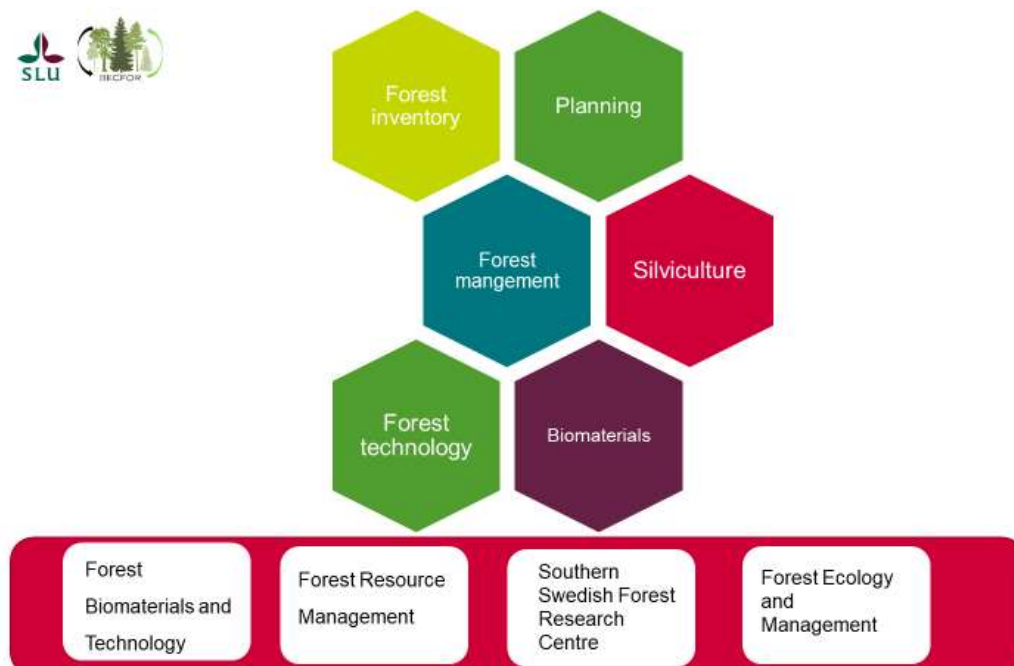 SLU
Forest
inventory
Planning
Forest
mangement
Silviculture
Forest
technology
Biomaterials
Forest
Biomaterials and
Technology
Forest Resource
Management
Southern
Swedish Forest
Research
Centre
Forest Ecology
and
Management